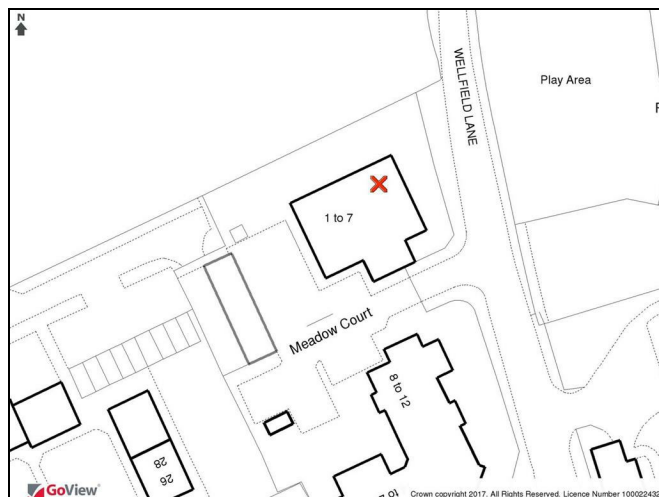 N
WELLFIELD LANE
Play Area
1 to 7
Meadow Court
8 to 12
28
26
GoView
Crown copyright 2017. All Rights Reserved. Licence Number 100022432